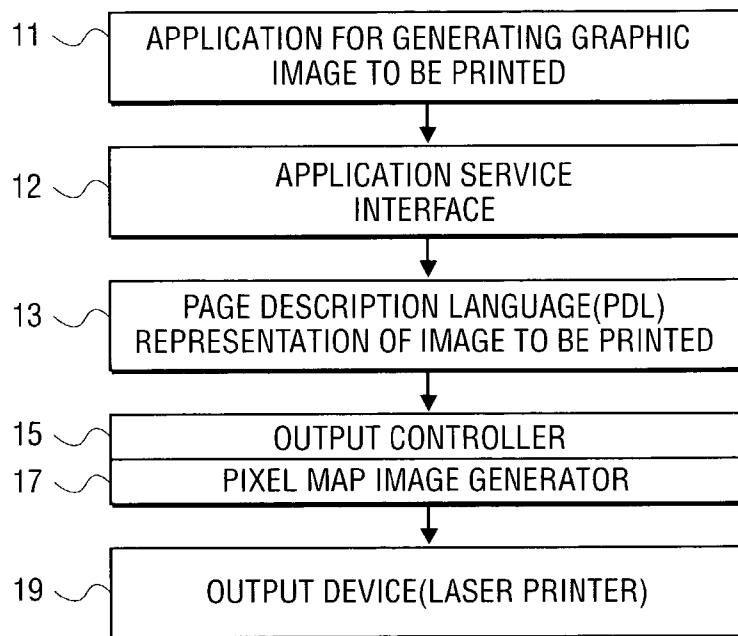 11
APPLICATION FOR GENERATING GRAPHIC
IMAGE TO BE PRINTED
12
APPLICATION SERVICE
INTERFACE
13
PAGE DESCRIPTION LANGUAGE(PDL)
REPRESENTATION OF IMAGE TO BE PRINTED
15
OUTPUT CONTROLLER
17
PIXEL MAP IMAGE GENERATOR
19
OUTPUT DEVICE(LASER PRINTER)